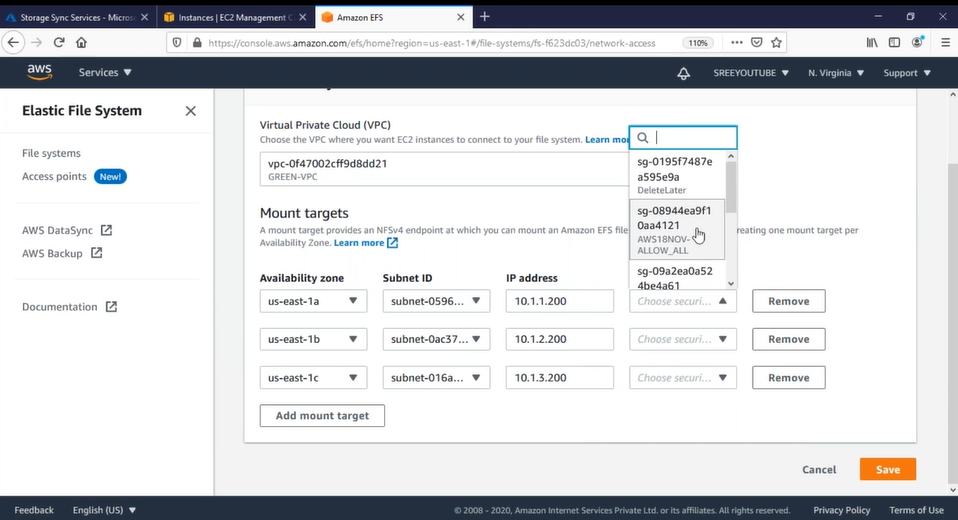 Storage Sync Services - Micros
Instances | EC2 Management C
Amazon EFS
https://console.aws.amazon.com/efs/home?region=us-east-1#/file-systems/fs-f623dc03/network-access
110%
aws
Services
SREEYOUTUBE
N. Virginia
Support
Elastic File System
File systems
Access points New!
AWS DataSync
AWS Backup
Documentation
Virtual Private Cloud (VPC)
Choose the VPC where you want EC2 instances to connect to your file system. Learn mo
vpc-0f47002cff9d8dd21
GREEN-VPC
sg-0195f7487e
a595e9a
DeleteLater
sg-08944ea9f1
0aa4121
AWS18NOV-
ALLOW_ALL
sg-09a2ea0a52
4be4a61
Mount targets
A mount target provides an NFSv4 endpoint at which you can mount an Amazon EFS file
reating one mount target per
Availability Zone. Learn more
Availability zone Subnet ID IP address
us-east-1a subnet-0596... 10.1.1.200 Choose securi... Remove
us-east-1b subnet-0ac37... 10.1.2.200 Choose securi... Remove
us-east-1c subnet-016a... 10.1.3.200 Choose securi... Remove
Add mount target
Cancel
Save
Feedback
English (US)
© 2008 - 2020, Amazon Internet Services Private Ltd. or its affiliates. All rights reserved.
Privacy Policy
Terms of Use